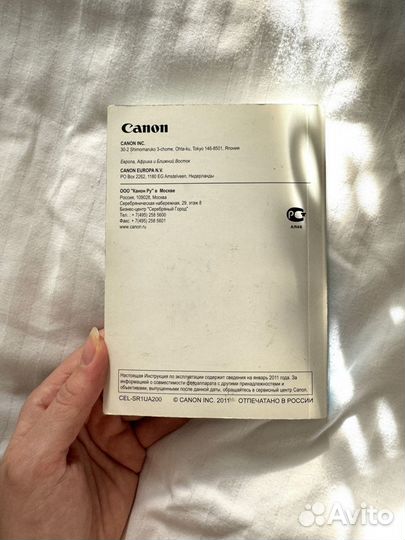 Canon
CANON INC.
30-2 Shimomaruko 3-chome, Ohta-ku, Tokyo 146-8501, Япония
Европа, Африка и Ближний Восток
CANON EUROPA N.V.
PO Box 2262, 1180 EG Amstelveen, Нидерланды
ООО "Канон Ру" в Москве
Россия, 109028, Москва
Серебряническая набережная, 29, этаж 8
Бизнес-центр "Серебряный Город"
Тел.: +7(495) 258 5600
Факс: +7(495) 258 5601
www.canon.ru
АЛ46
Настоящая Инструкция по эксплуатации содержит сведения на январь 2011 года. За
информацией о совместимости фотоаппарата с другими принадлежностями и
объективами, выпущенными после данной даты, обращайтесь в сервисный центр Canon.
CEL-SR1UA200 © CANON INC. 2011 ОТПЕЧАТАНО В РОССИИ
Avito